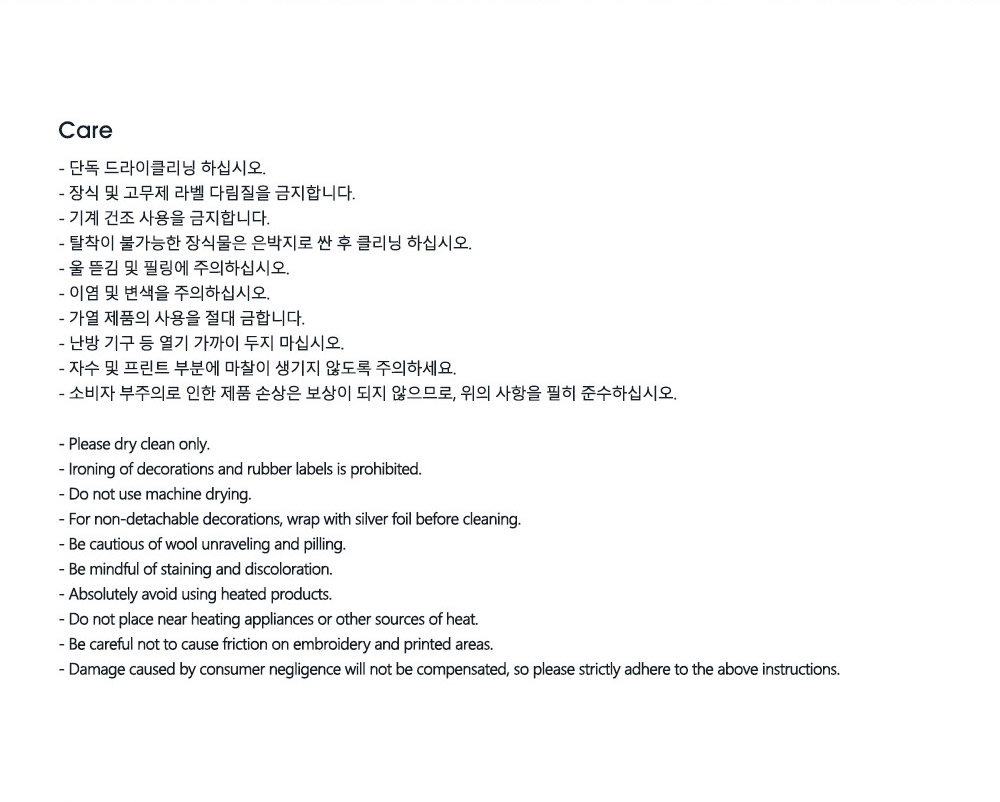 Care
- 단독 드라이클리닝 하십시오.
- 장식 및 고무제 라벨 다림질을 금지합니다.
- 기계 건조 사용을 금지합니다.
- 탈착이 불가능한 장식물은 은박지로 싼 후 클리닝 하십시오.
- 울 뜯김 및 필링에 주의하십시오.
- 이염 및 변색을 주의하십시오.
- 가열 제품의 사용을 절대 금합니다.
- 난방 기구 등 열기 가까이 두지 마십시오.
- 자수 및 프린트 부분에 마찰이 생기지 않도록 주의하세요.
- 소비자 부주의로 인한 제품 손상은 보상이 되지 않으므로, 위의 사항을 필히 준수하십시오.
- Please dry clean only.
- Ironing of decorations and rubber labels is prohibited.
- Do not use machine drying.
- For non-detachable decorations, wrap with silver foil before cleaning.
- Be cautious of wool unraveling and pilling.
- Be mindful of staining and discoloration.
- Absolutely avoid using heated products.
- Do not place near heating appliances or other sources of heat.
- Be careful not to cause friction on embroidery and printed areas.
- Damage caused by consumer negligence will not be compensated, so please strictly adhere to the above instructions.